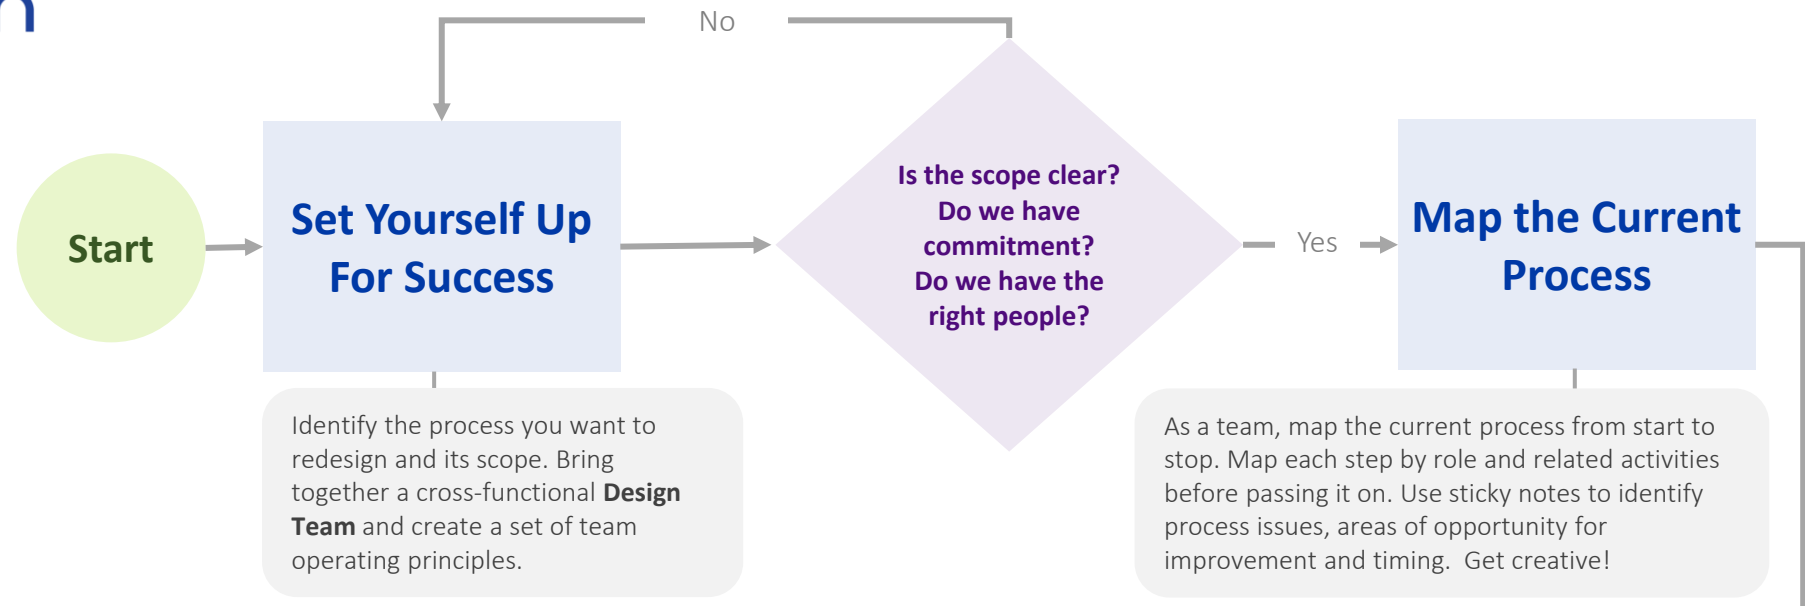 No
Start
Set Yourself Up
For Success
Is the scope clear?
Do we have
commitment?
Do we have the
right people?
Yes
Map the Current
Process
Identify the process you want to
redesign and its scope. Bring
together a cross-functional Design
Team and create a set of team
operating principles.
As a team, map the current process from start to
stop. Map each step by role and related activities
before passing it on. Use sticky notes to identify
process issues, areas of opportunity for
improvement and timing.  Get creative!